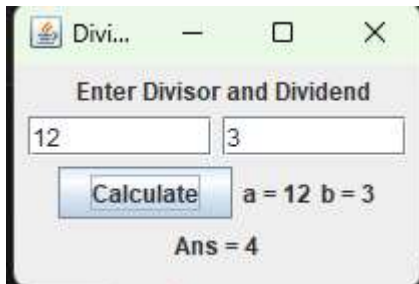 Divi...
Enter Divisor and Dividend
12 3
Calculate a = 12 b = 3
Ans = 4